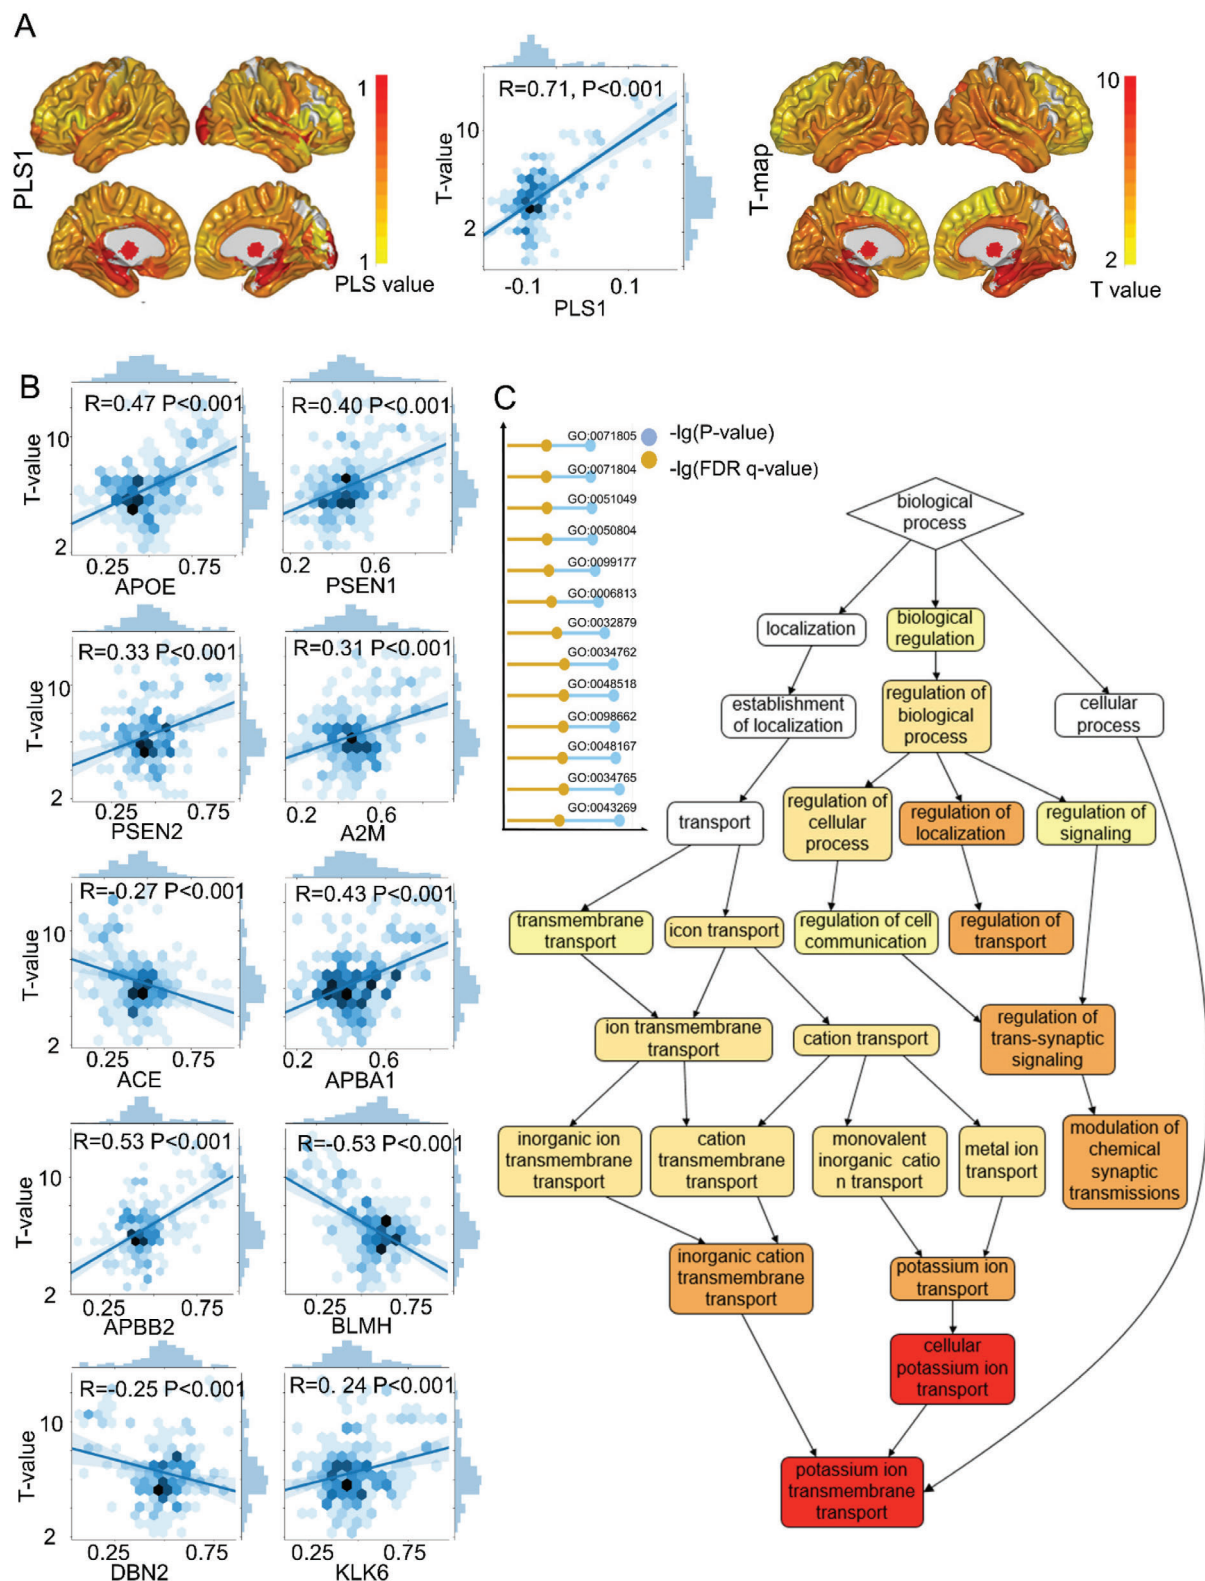 A
PLS1
1
1
PLS value
R=0.71, P<0.001
T-value
10
2
-0.1
0.1
PLS1
T-map
10
2
T value
B
R=0.47 P<0.001
T-value
10
2
0.25
0.75
APOE
R=0.40 P<0.001
0.2
0.6
PSEN1
R=0.33 P<0.001
T-value
10
2
0.25
0.75
PSEN2
R=0.31 P<0.001
0.2
0.6
A2M
R=-0.27 P<0.001
T-value
10
2
0.25
0.75
ACE
R=0.43 P<0.001
0.2
0.6
APBA1
R=0.53 P<0.001
T-value
10
2
0.25
0.75
APBB2
R=-0.53 P<0.001
0.25
0.75
BLMH
R=-0.25 P<0.001
T-value
10
2
0.25
0.75
DBN2
R=0. 24 P<0.001
0.25
0.75
KLK6
C
GO:0071805
GO:0071804
GO:0051049
GO:0050804
GO:0099177
GO:0006813
GO:0032879
GO:0034762
GO:0048518
GO:0098662
GO:0048167
GO:0034765
GO:0043269
-lg(P-value)
-lg(FDR q-value)
biological
process
localization
biological
regulation
establishment
of localization
regulation of
biological
process
cellular
process
transport
regulation of
cellular
process
regulation of
localization
regulation of
signaling
transmembrane
transport
icon transport
regulation of cell
communication
regulation of
transport
ion transmembrane
transport
cation transport
regulation of
trans-synaptic
signaling
inorganic ion
transmembrane
transport
cation
transmembrane
transport
monovalent
inorganic catio
n transport
metal ion
transport
modulation of
chemical
synaptic
transmissions
inorganic cation
transmembrane
transport
potassium ion
transport
cellular
potassium ion
transport
potassium ion
transmembrane
transport